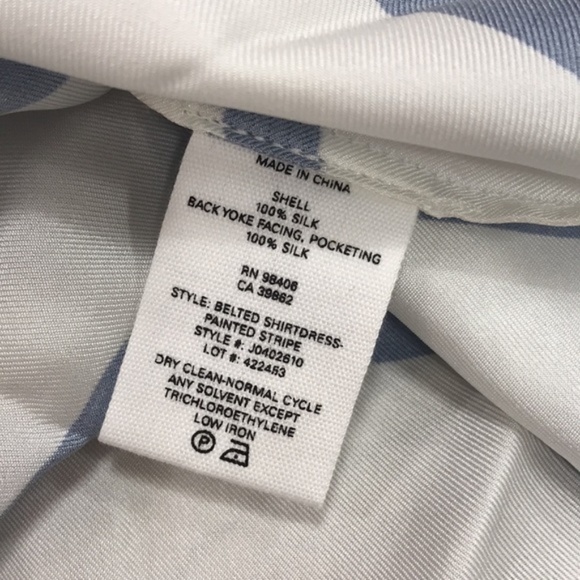 MADE IN CHINA
SHELL
100% SILK
BACK YOKE FACING, POCKETING
100% SILK
RN 98406
CA 39862
STYLE: BELTED SHIRTDRESS-
PAINTED STRIPE
STYLE #: J0402610
LOT #: 422453
DRY CLEAN-NORMAL CYCLE
ANY SOLVENT EXCEPT
TRICHLOROETHYLENE
LOW IRON
P